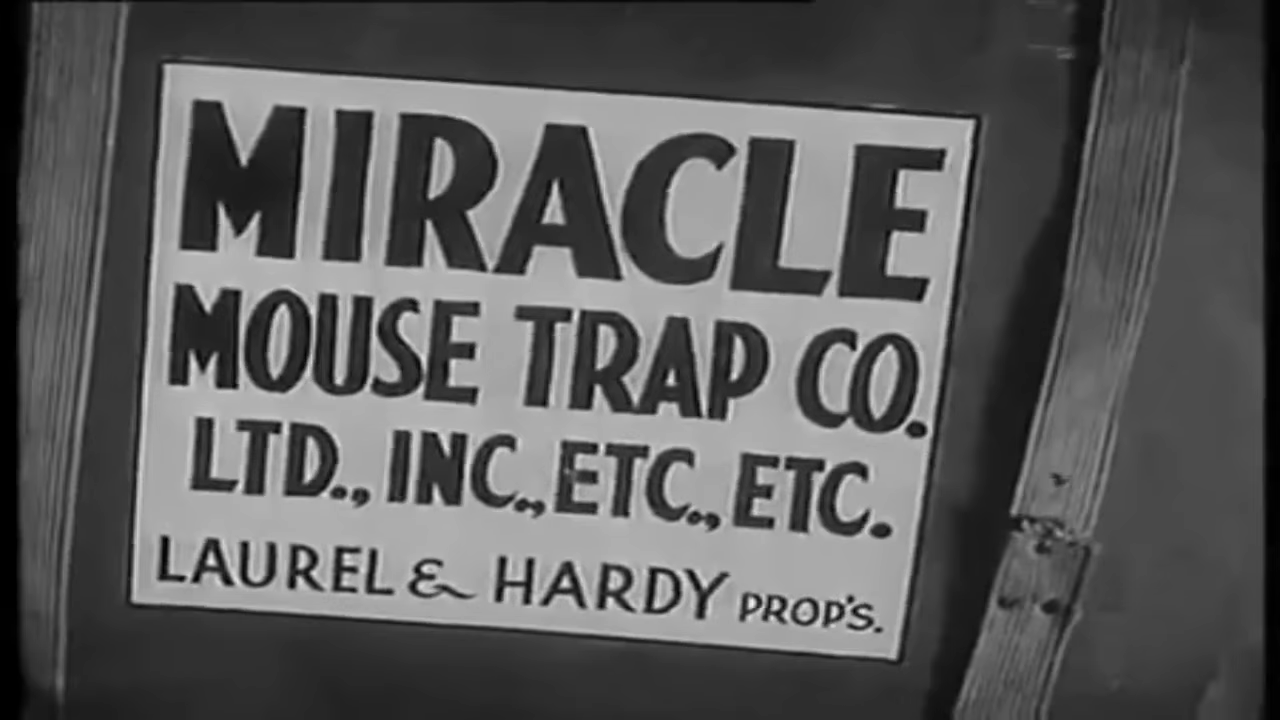 MIRACLE
MOUSE TRAP CO.
LTD., INC., ETC., ETC.
LAUREL & HARDY PROP'S.